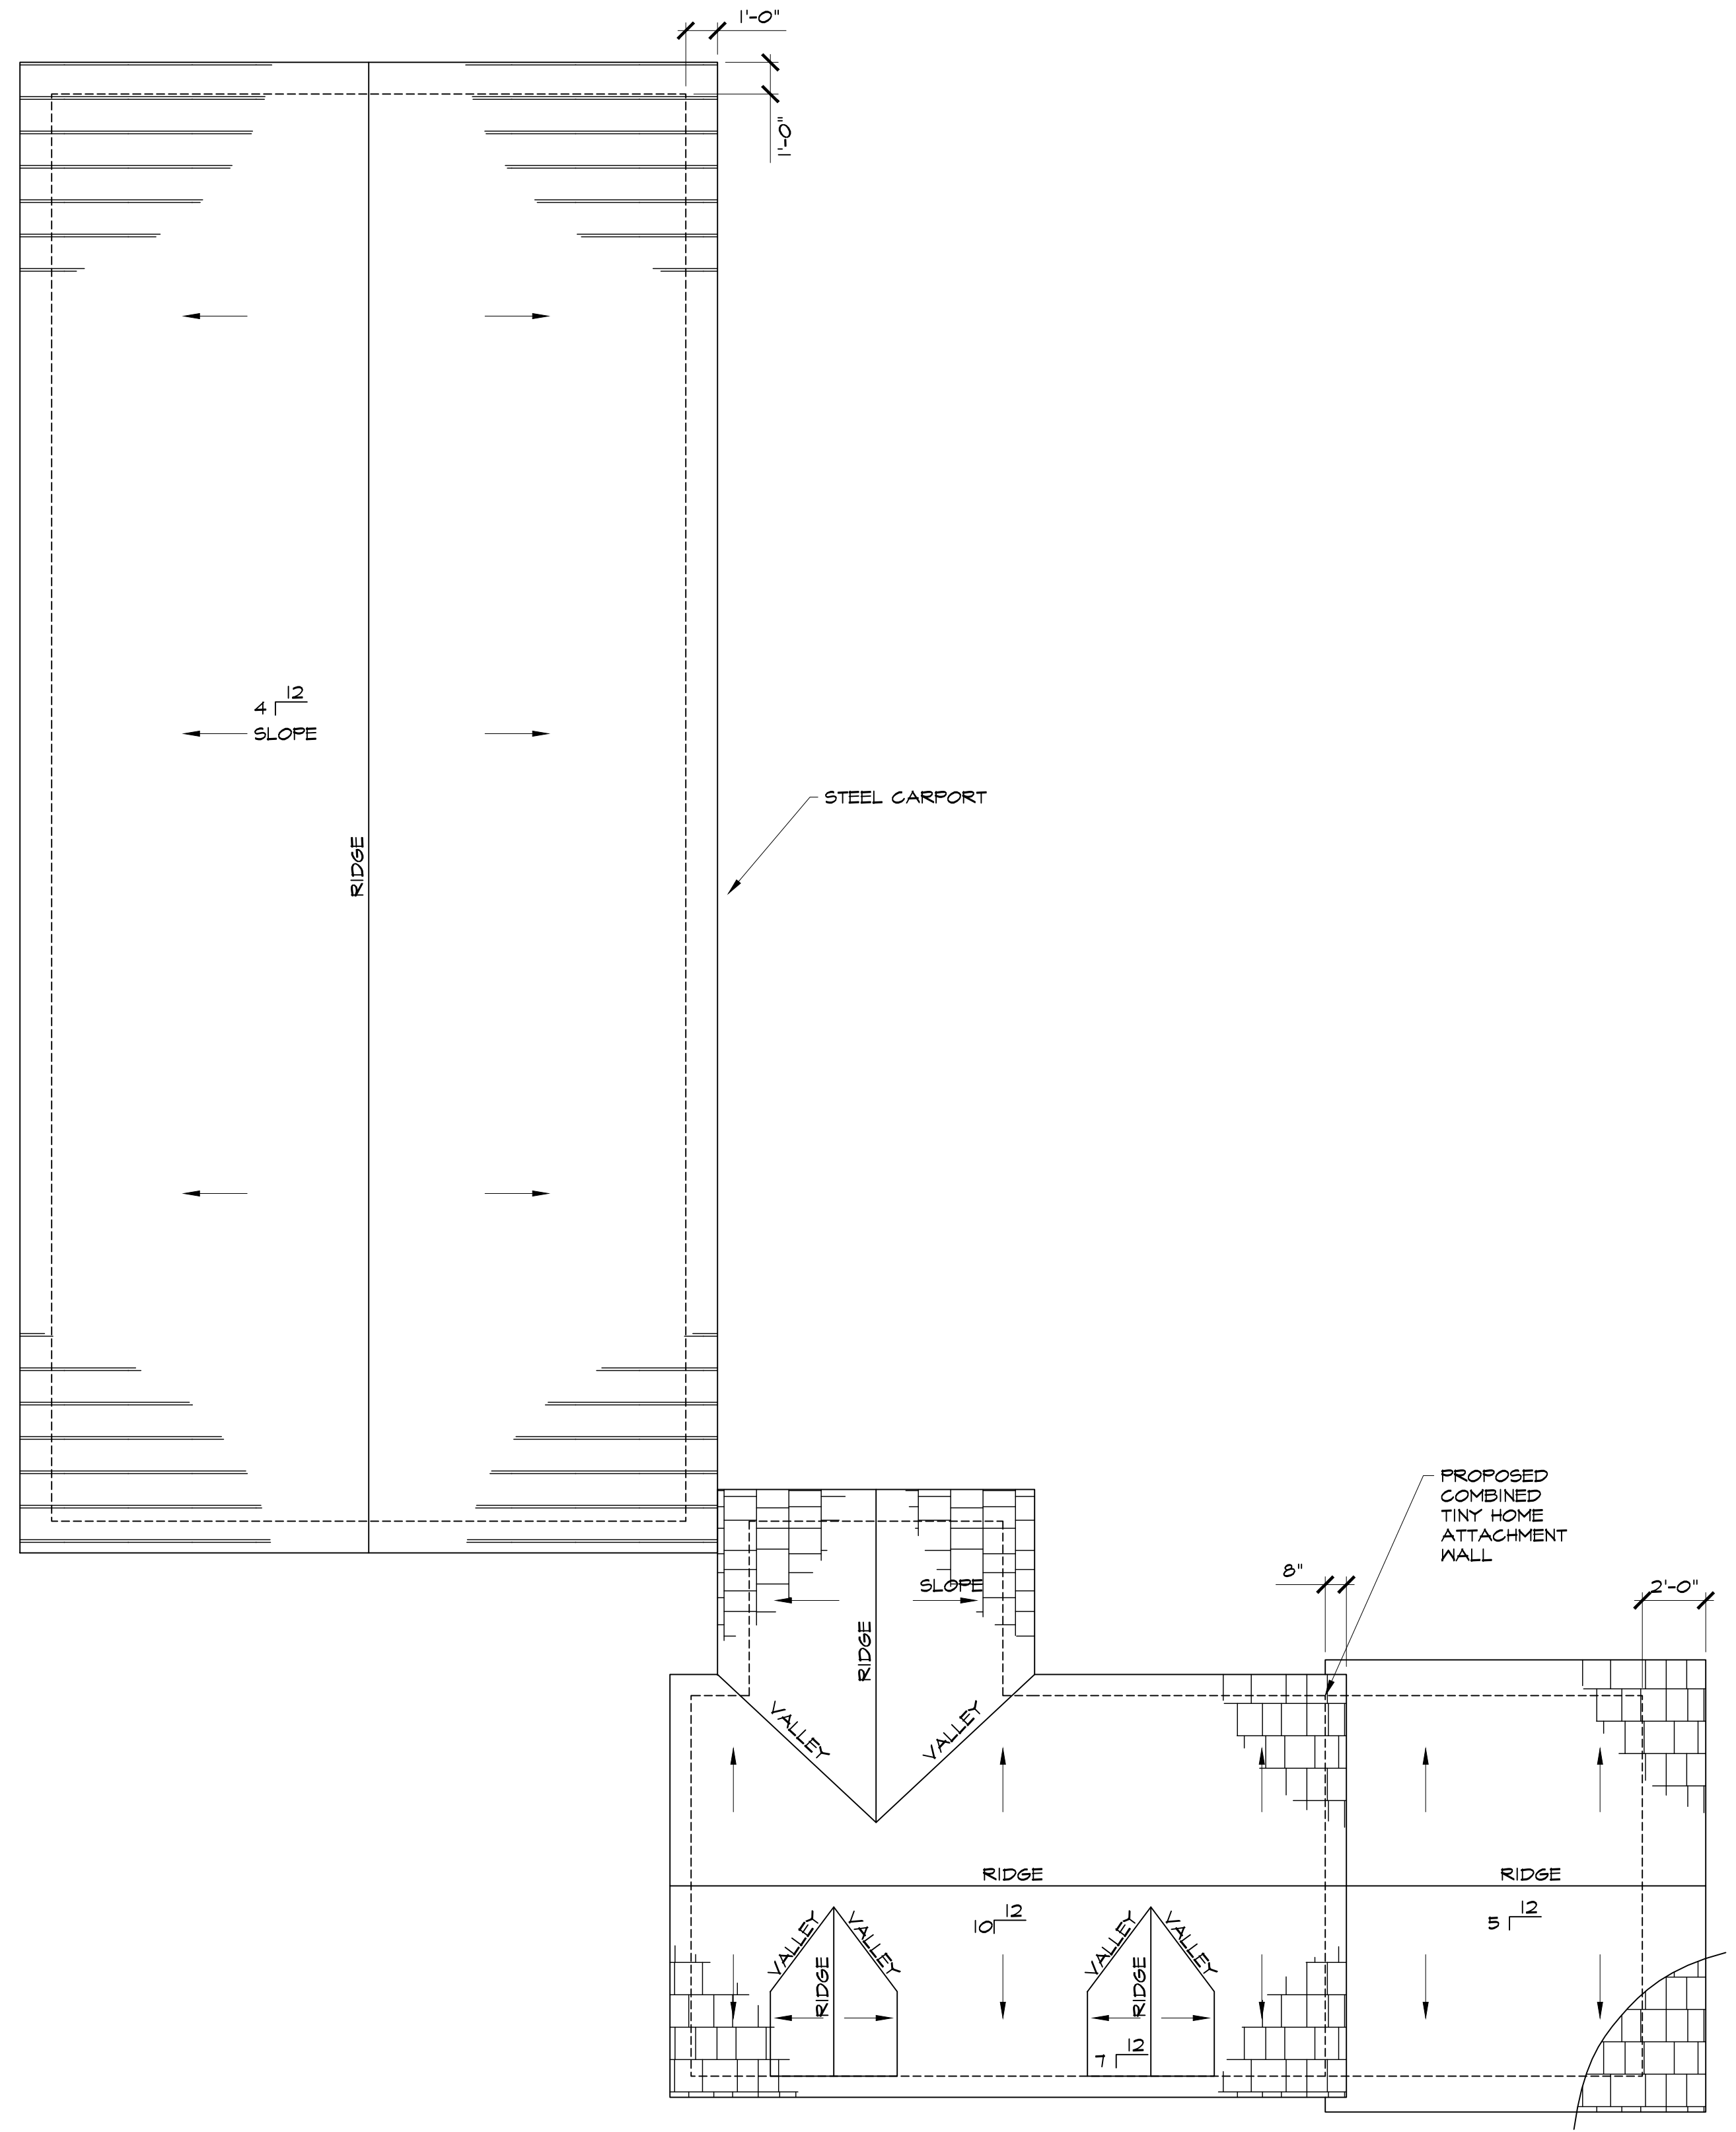 1'-0"
1'-0"
12
4
SLOPE
RIDGE
STEEL CARPORT
PROPOSED
COMBINED
TINY HOME
ATTACHMENT
WALL
8"
2'-0"
SLOPE
RIDGE
VALLEY
VALLEY
RIDGE
RIDGE
12
10
12
5
VALLEY
VALLEY
RIDGE
VALLEY
VALLEY
RIDGE
12
7